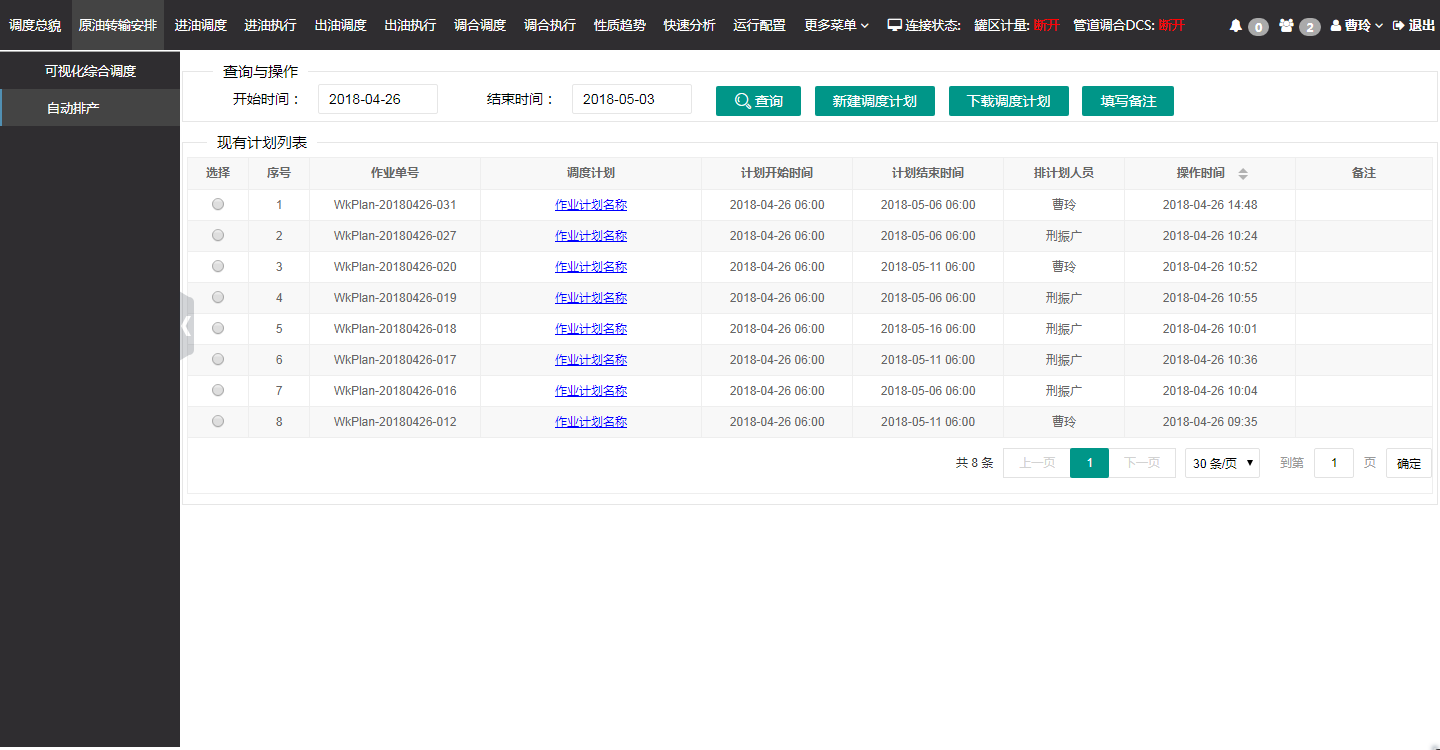 调度总貌 原油转输安排 进油调度 进油执行 出油调度 出油执行 调合调度 调合执行 性质趋势 快速分析 运行配置 更多菜单 连接状态: 罐区计量: 断开 管道调合DCS: 断开 0 2 曹玲 退出
可视化综合调度
自动排产
查询与操作
开始时间： 2018-04-26 结束时间： 2018-05-03 查询 新建调度计划 下载调度计划 填写备注
现有计划列表
选择 序号 作业单号 调度计划 计划开始时间 计划结束时间 排计划人员 操作时间 备注
1 WkPlan-20180426-031 作业计划名称 2018-04-26 06:00 2018-05-06 06:00 曹玲 2018-04-26 14:48
2 WkPlan-20180426-027 作业计划名称 2018-04-26 06:00 2018-05-06 06:00 刑振广 2018-04-26 10:24
3 WkPlan-20180426-020 作业计划名称 2018-04-26 06:00 2018-05-11 06:00 曹玲 2018-04-26 10:52
4 WkPlan-20180426-019 作业计划名称 2018-04-26 06:00 2018-05-06 06:00 刑振广 2018-04-26 10:55
5 WkPlan-20180426-018 作业计划名称 2018-04-26 06:00 2018-05-16 06:00 刑振广 2018-04-26 10:01
6 WkPlan-20180426-017 作业计划名称 2018-04-26 06:00 2018-05-11 06:00 刑振广 2018-04-26 10:36
7 WkPlan-20180426-016 作业计划名称 2018-04-26 06:00 2018-05-06 06:00 刑振广 2018-04-26 10:04
8 WkPlan-20180426-012 作业计划名称 2018-04-26 06:00 2018-05-11 06:00 曹玲 2018-04-26 09:35
共 8 条 上一页 1 下一页 30 条/页 到第 1 页 确定